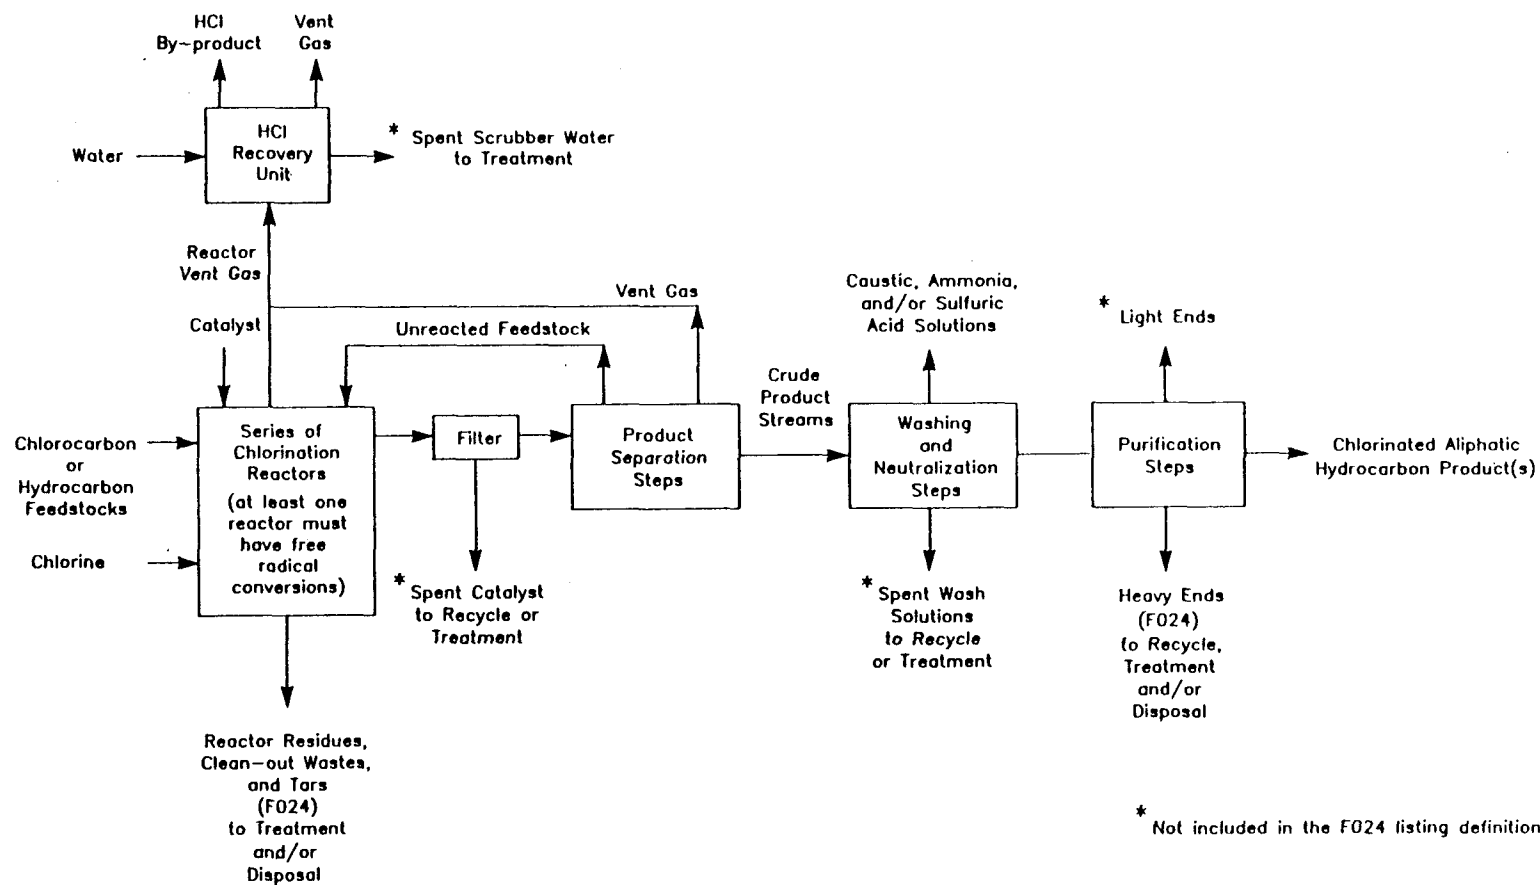 HCl
By-product
Vent
Gas
Water
HCl
Recovery
Unit
* Spent Scrubber Water
to Treatment
Reactor
Vent Gas
Vent Gas
Catalyst
Unreacted Feedstock
Caustic, Ammonia,
and/or Sulfuric
Acid Solutions
* Light Ends
Chlorocarbon
or
Hydrocarbon
Feedstocks
Chlorine
Series of
Chlorination
Reactors
(at least one
reactor must
have free
radical
conversions)
Filter
Product
Separation
Steps
Crude
Product
Streams
Washing
and
Neutralization
Steps
Purification
Steps
Chlorinated Aliphatic
Hydrocarbon Product(s)
* Spent Catalyst
to Recycle or
Treatment
* Spent Wash
Solutions
to Recycle
or Treatment
Heavy Ends
(F024)
to Recycle,
Treatment
and/or
Disposal
Reactor Residues,
Clean-out Wastes,
and Tars
(F024)
to Treatment
and/or
Disposal
* Not included in the F024 listing definition